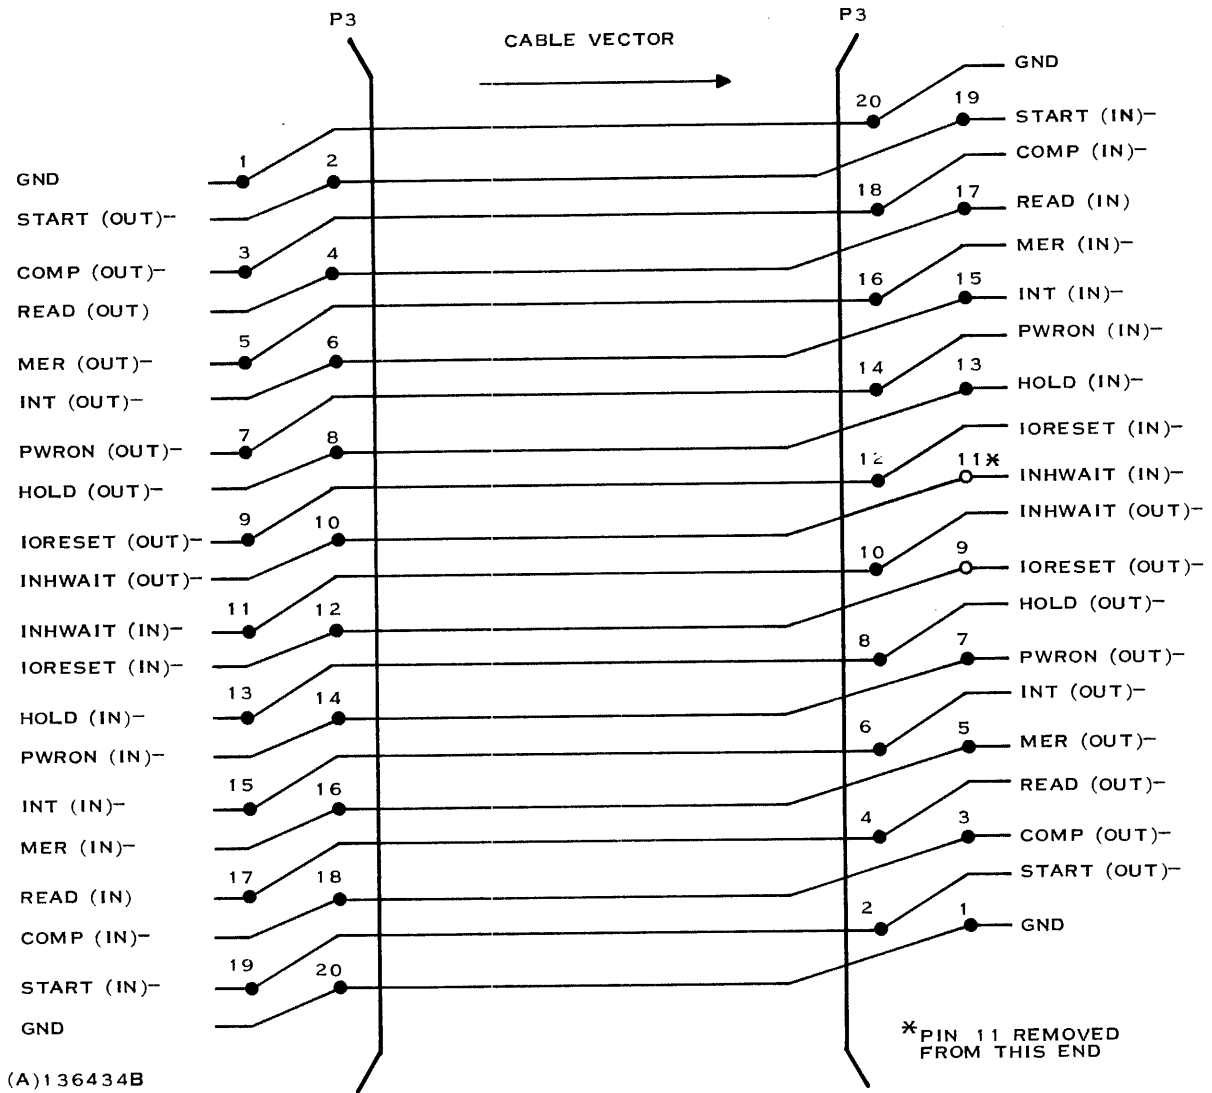 P3
P3
CABLE VECTOR
GND
START (OUT)-
COMP (OUT)-
READ (OUT)
MER (OUT)-
INT (OUT)-
PWRON (OUT)-
HOLD (OUT)-
IORESET (OUT)-
INHWAIT (OUT)-
INHWAIT (IN)-
IORESET (IN)-
HOLD (IN)-
PWRON (IN)-
INT (IN)-
MER (IN)-
READ (IN)
COMP (IN)-
START (IN)-
GND
1
2
3
4
5
6
7
8
9
10
11
12
13
14
15
16
17
18
19
20
20
19
18
17
16
15
14
13
12
11*
10
9
8
7
6
5
4
3
2
1
GND
START (IN)-
COMP (IN)-
READ (IN)
MER (IN)-
INT (IN)-
PWRON (IN)-
HOLD (IN)-
IORESET (IN)-
INHWAIT (IN)-
INHWAIT (OUT)-
IORESET (OUT)-
HOLD (OUT)-
PWRON (OUT)-
INT (OUT)-
MER (OUT)-
READ (OUT)-
COMP (OUT)-
START (OUT)-
GND
*PIN 11 REMOVED
FROM THIS END
(A)136434B